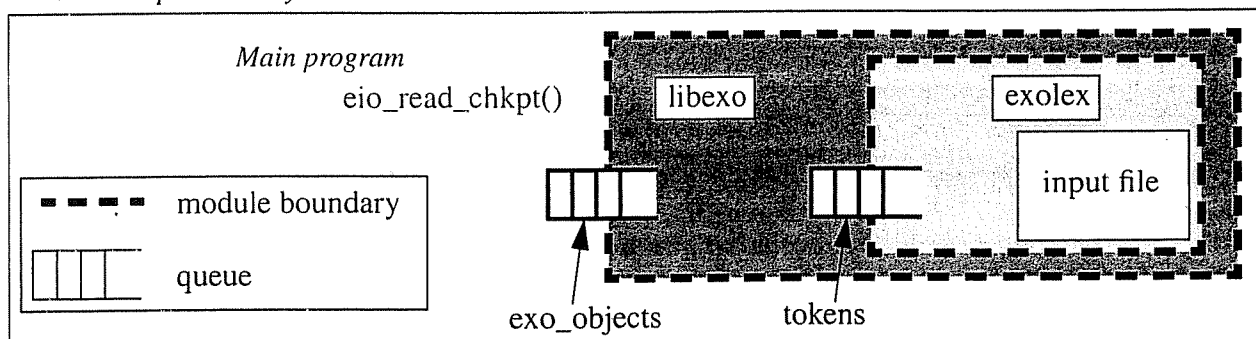 Main program
eio_read_chkpt()
libexo
exolex
input file
module boundary
queue
exo_objects
tokens